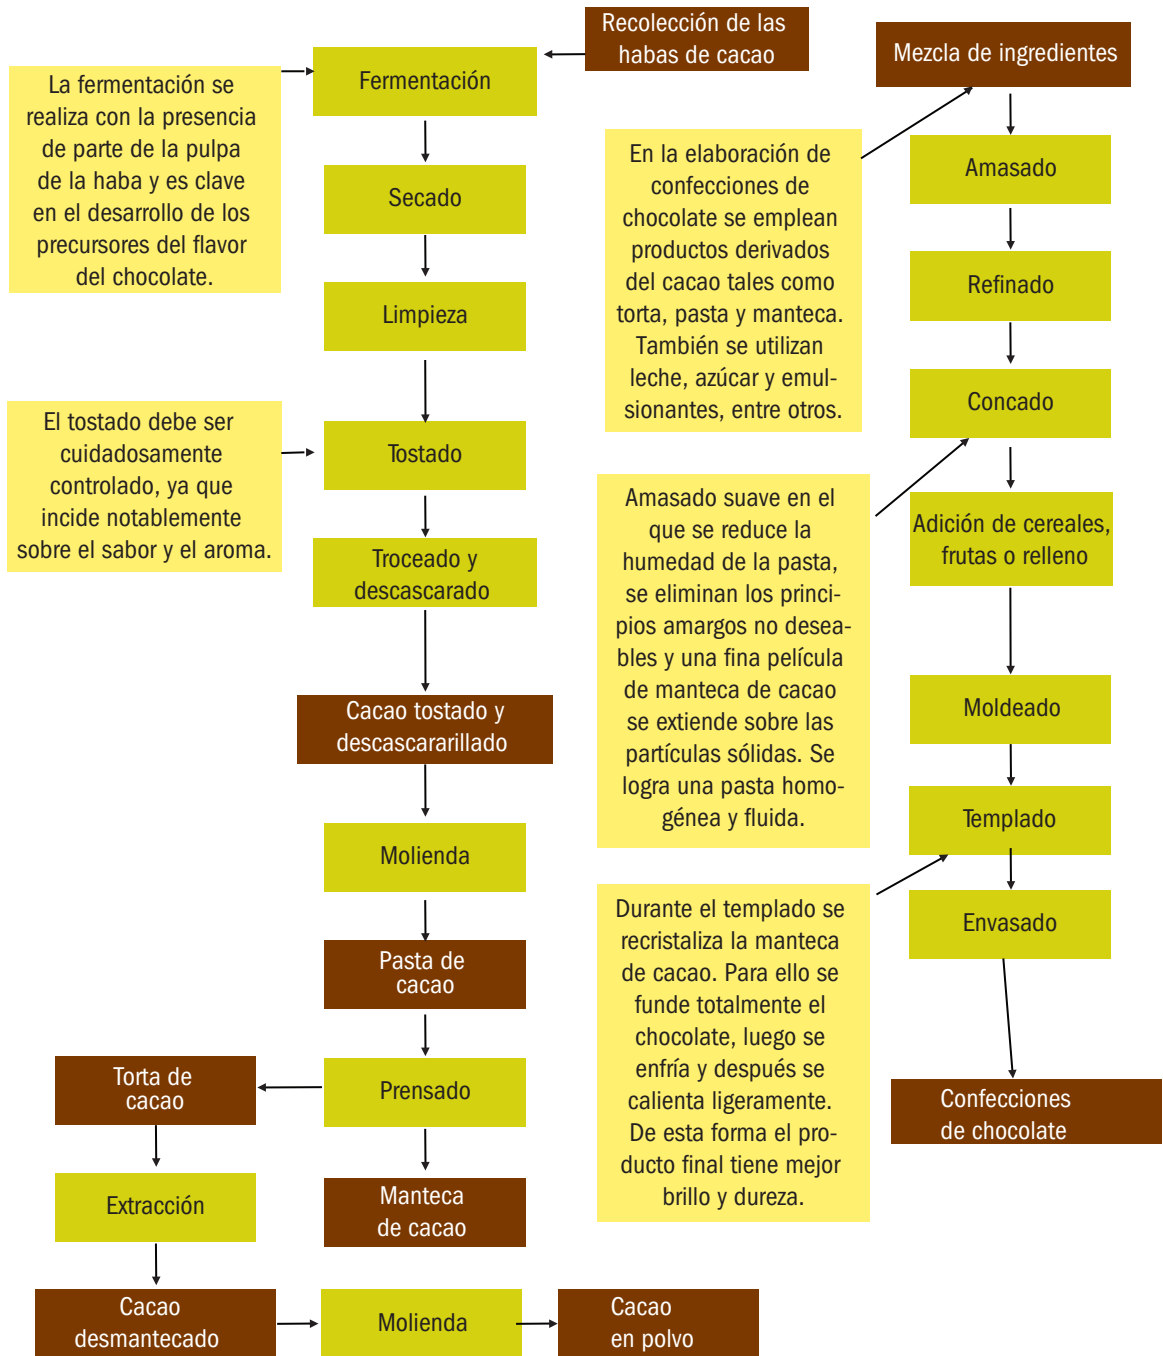 Recolección de las
habas de cacao
Fermentación
La fermentación se
realiza con la presencia
de parte de la pulpa
de la haba y es clave
en el desarrollo de los
precursores del flavor
del chocolate.
Secado
Limpieza
El tostado debe ser
cuidadosamente
controlado, ya que
incide notablemente
sobre el sabor y el aroma.
Tostado
Troceado y
descascarado
Cacao tostado y
descascararillado
Molienda
Pasta de
cacao
Prensado
Torta de
cacao
Manteca
de cacao
Extracción
Cacao
desmantecado
Molienda
Cacao
en polvo
Mezcla de ingredientes
En la elaboración de
confecciones de
chocolate se emplean
productos derivados
del cacao tales como
torta, pasta y manteca.
También se utilizan
leche, azúcar y emul-
sionantes, entre otros.
Amasado
Refinado
Concado
Amasado suave en el
que se reduce la
humedad de la pasta,
se eliminan los princi-
pios amargos no desea-
bles y una fina película
de manteca de cacao
se extiende sobre las
partículas sólidas. Se
logra una pasta homo-
génea y fluida.
Adición de cereales,
frutas o relleno
Moldeado
Templado
Durante el templado se
recristaliza la manteca
de cacao. Para ello se
funde totalmente el
chocolate, luego se
enfría y después se
calienta ligeramente.
De esta forma el pro-
ducto final tiene mejor
brillo y dureza.
Envasado
Confecciones
de chocolate